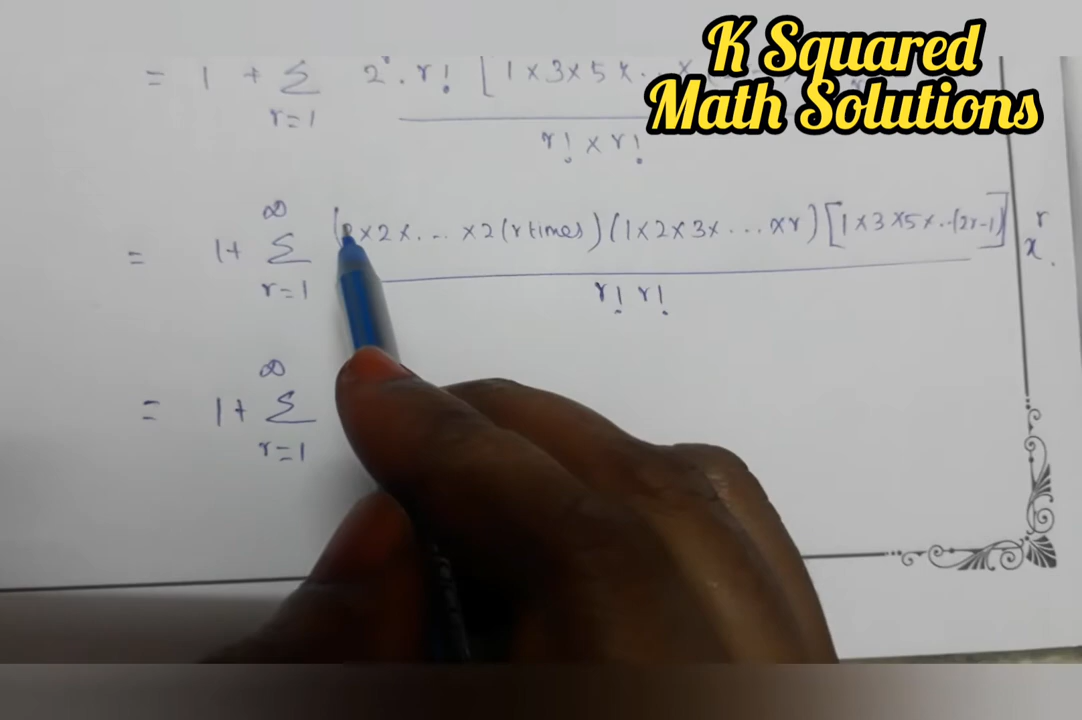 K Squared
Math Solutions
= 1 + Σ 2^r . r! [1×3×5×...×
r=1
r! × r!
∞
= 1+ Σ (2×2×... ×2(r times)) (1×2×3×...×r) [1×3×5×..(2r-1)] x^r.
r=1
r! r!
∞
= 1+ Σ
r=1